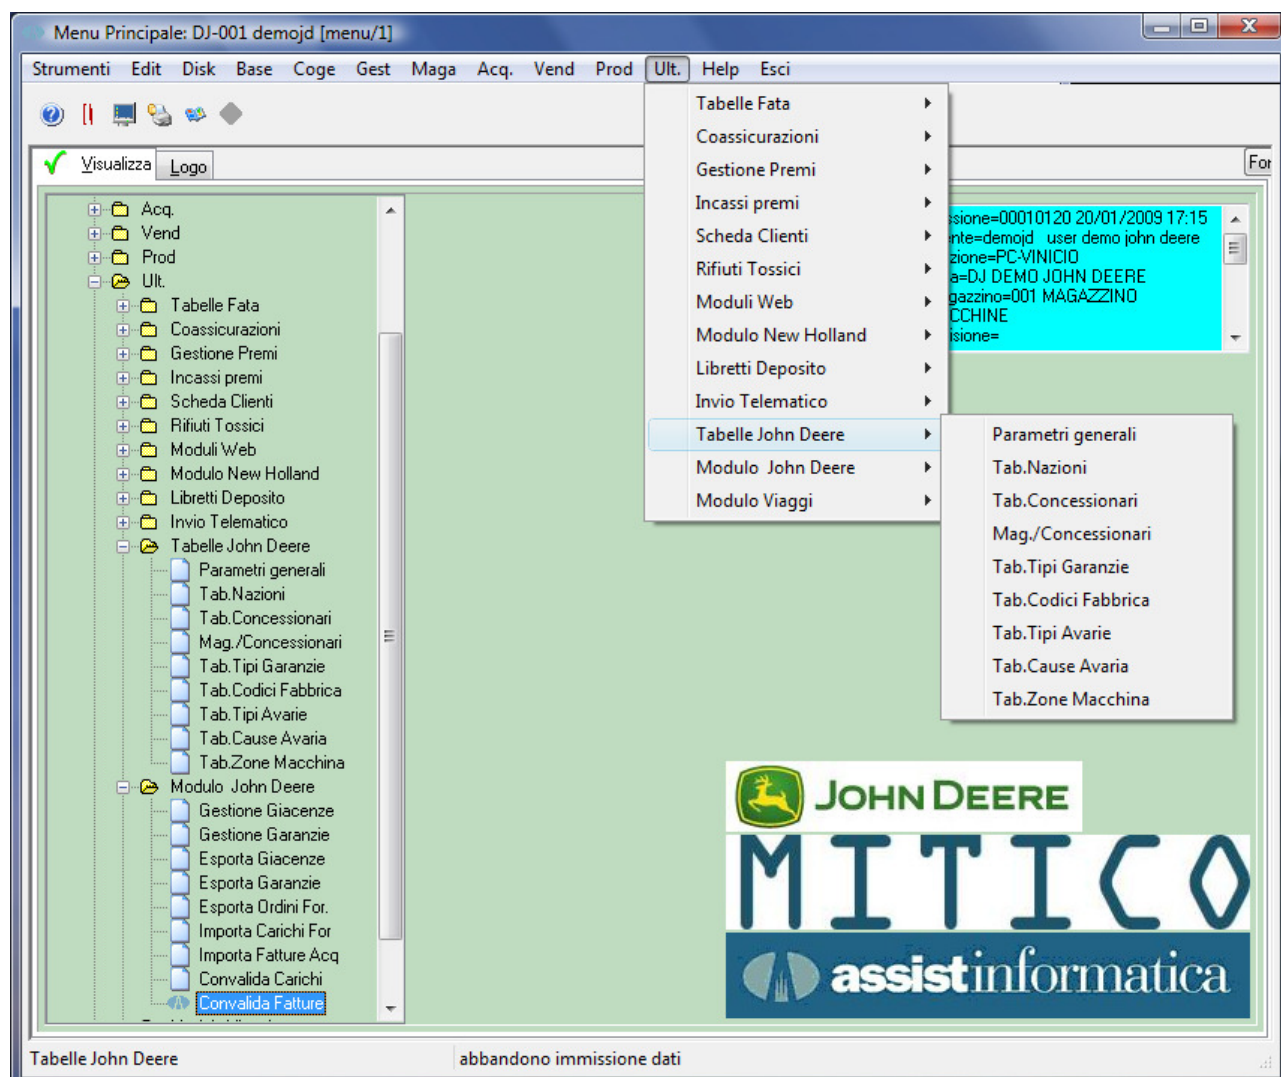 Menu Principale: DJ-001 demojd [menu/1]
Strumenti Edit Disk Base Coge Gest Maga Acq. Vend Prod Ult. Help Esci
Visualizza Logo
For
Acq.
Vend
Prod
Ult.
Tabelle Fata
Coassicurazioni
Gestione Premi
Incassi premi
Scheda Clienti
Rifiuti Tossici
Moduli Web
Modulo New Holland
Libretti Deposito
Invio Telematico
Tabelle John Deere
Parametri generali
Tab.Nazioni
Tab.Concessionari
Mag./Concessionari
Tab.Tipi Garanzie
Tab.Codici Fabbrica
Tab.Tipi Avarie
Tab.Cause Avaria
Tab.Zone Macchina
Modulo John Deere
Gestione Giacenze
Gestione Garanzie
Esporta Giacenze
Esporta Garanzie
Esporta Ordini For.
Importa Carichi For
Importa Fatture Acq
Convalida Carichi
Convalida Fatture
Tabelle Fata
Coassicurazioni
Gestione Premi
Incassi premi
Scheda Clienti
Rifiuti Tossici
Moduli Web
Modulo New Holland
Libretti Deposito
Invio Telematico
Tabelle John Deere
Modulo John Deere
Modulo Viaggi
Parametri generali
Tab.Nazioni
Tab.Concessionari
Mag./Concessionari
Tab.Tipi Garanzie
Tab.Codici Fabbrica
Tab.Tipi Avarie
Tab.Cause Avaria
Tab.Zone Macchina
ssione=00010120 20/01/2009 17:15
nte=demojd user demo john deere
zione=PC-VINICIO
a=DJ DEMO JOHN DEERE
gazzino=001 MAGAZZINO
CCHINE
isione=
JOHN DEERE
MITICO
assistinformatica
Tabelle John Deere
abbandono immissione dati